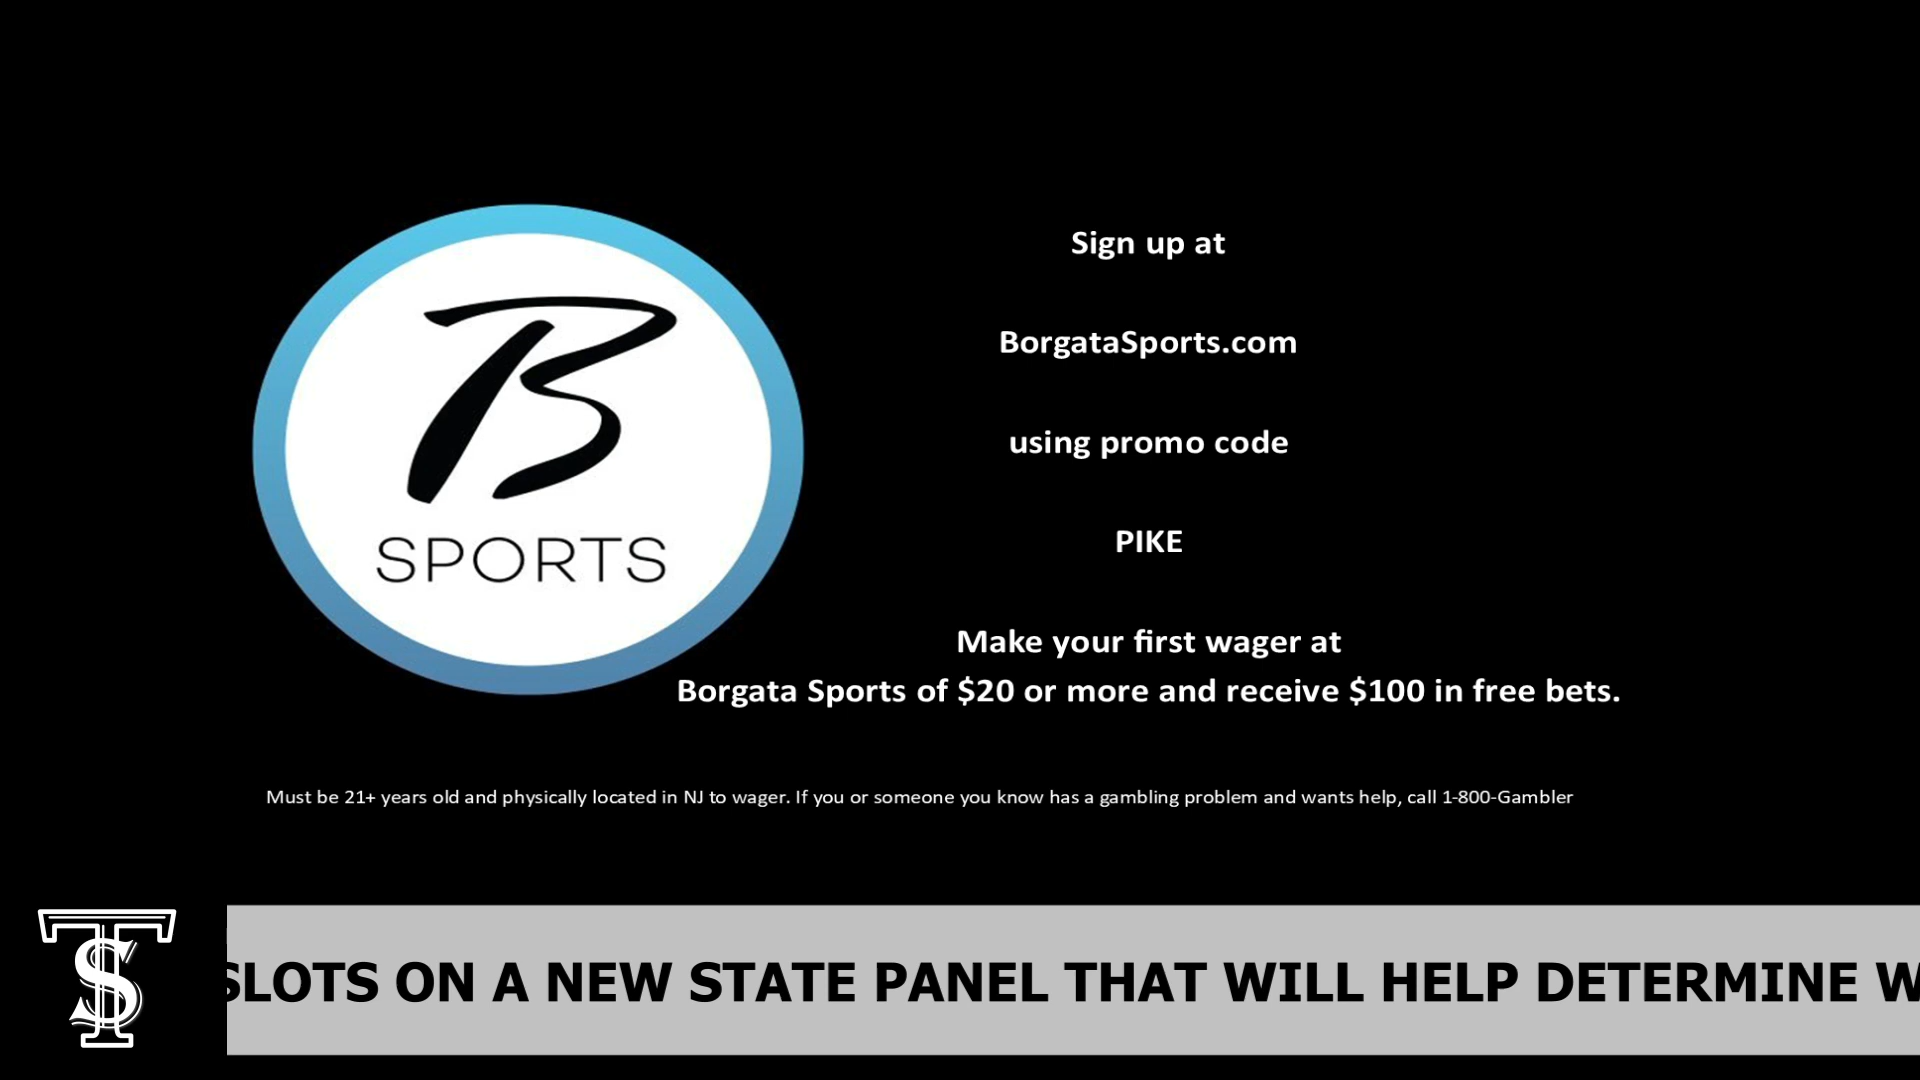 B
SPORTS
Sign up at
BorgataSports.com
using promo code
PIKE
Make your first wager at
Borgata Sports of $20 or more and receive $100 in free bets.
Must be 21+ years old and physically located in NJ to wager. If you or someone you know has a gambling problem and wants help, call 1-800-Gambler
TS
SLOTS ON A NEW STATE PANEL THAT WILL HELP DETERMINE W